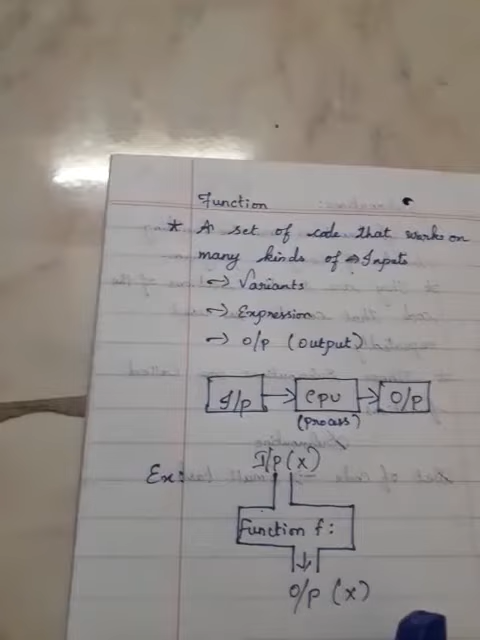 Function
* A set of code that works on
many kinds of → Inputs
↪ Variants
↪ Expression
↪ O/p (output)
I/p → CPU → O/p
(Process)
I/p (x)
Ex:
Function f:
O/p (x)